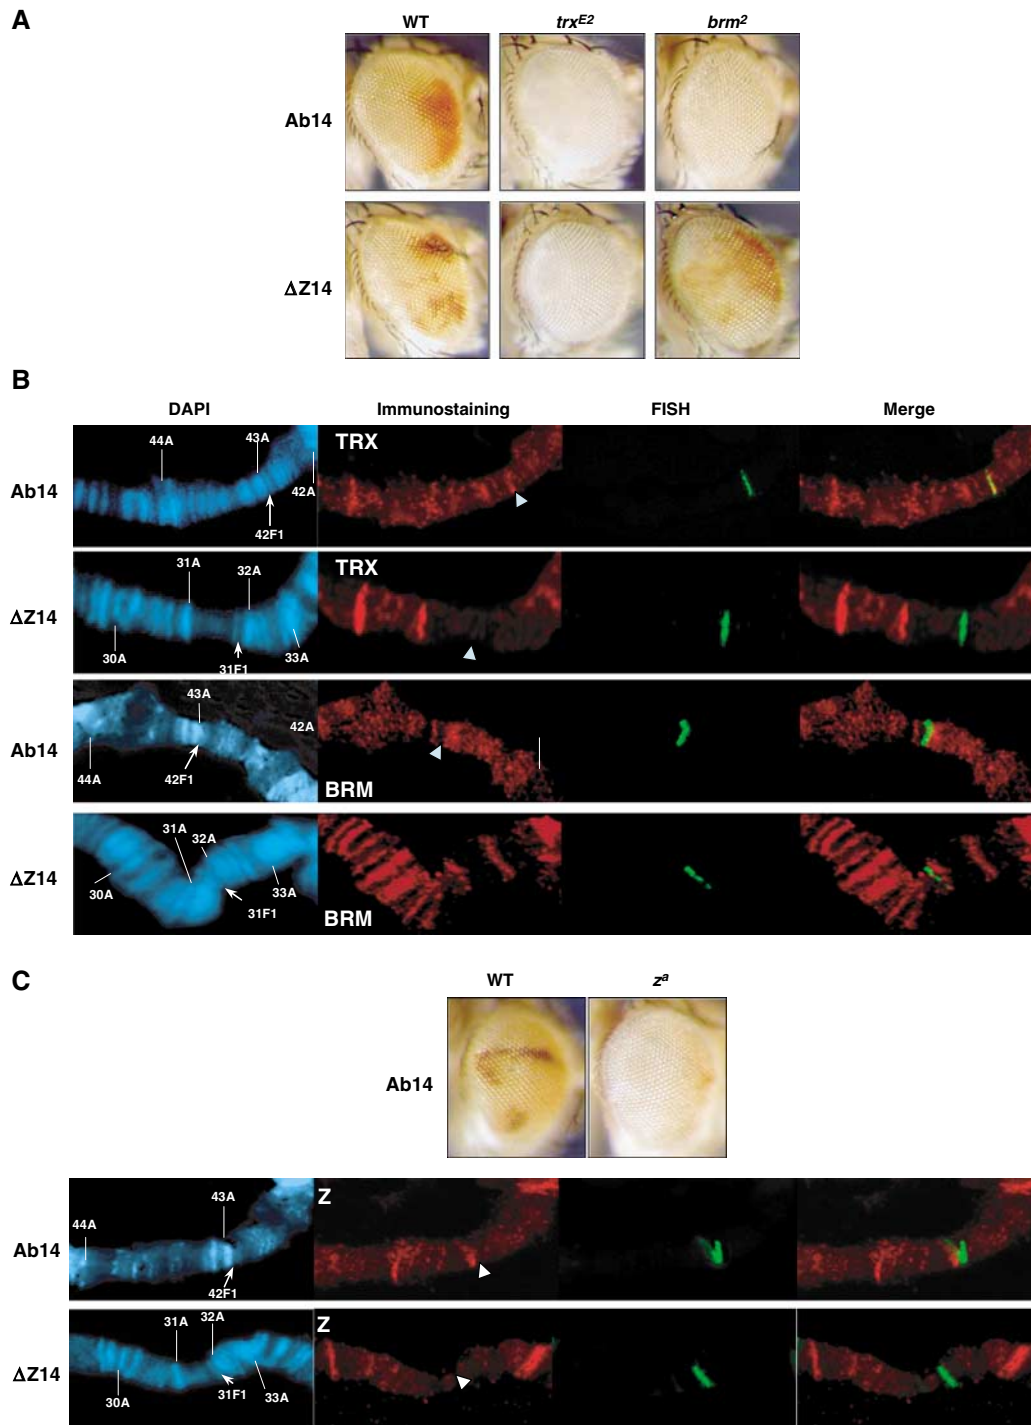 A
WT trxE2 brm2
Ab14
ΔZ14
B
DAPI Immunostaining FISH Merge
Ab14 44A 43A 42A 42F1 TRX
ΔZ14 31A 32A 30A 31F1 33A TRX
Ab14 43A 42A 44A 42F1 BRM
ΔZ14 31A 32A 30A 33A 31F1 BRM
C
WT za
Ab14
Ab14 44A 43A 42F1 Z
ΔZ14 31A 32A 30A 31F1 33A Z